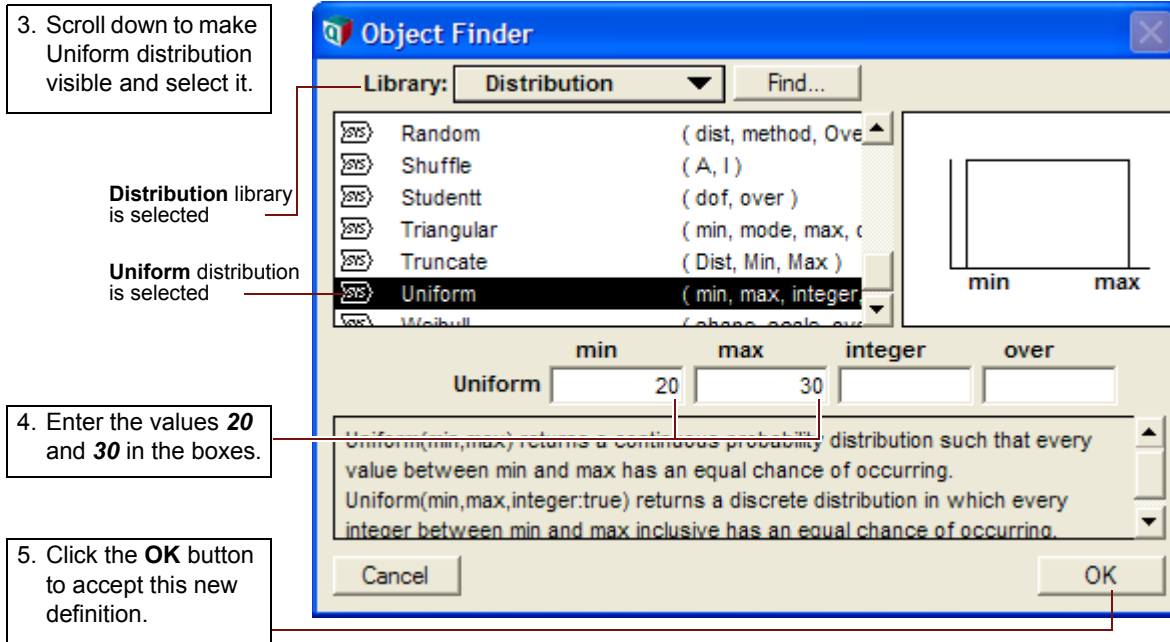 3. Scroll down to make
Uniform distribution
visible and select it.
Object Finder
Library: Distribution Find...
Random ( dist, method, Ove
Shuffle ( A, I )
Studentt ( dof, over )
Triangular ( min, mode, max,
Truncate ( Dist, Min, Max )
Uniform ( min, max, integer,
Weibull ( shape, scale, ove
min max
Distribution library
is selected
Uniform distribution
is selected
min max integer over
Uniform 20 30
4. Enter the values 20
and 30 in the boxes.
Uniform(min,max) returns a continuous probability distribution such that every
value between min and max has an equal chance of occurring.
Uniform(min,max,integer:true) returns a discrete distribution in which every
integer between min and max inclusive has an equal chance of occurring.
5. Click the OK button
to accept this new
definition.
Cancel OK